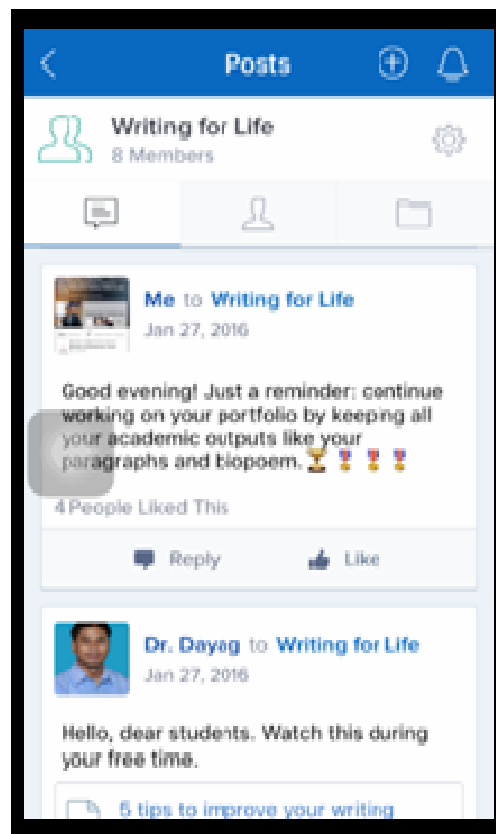 Posts
Writing for Life
8 Members
Me to Writing for Life
Jan 27, 2016
Good evening! Just a reminder: continue
working on your portfolio by keeping all
your academic outputs like your
paragraphs and biopoem.
4 People Liked This
Reply Like
Dr. Dayag to Writing for Life
Jan 27, 2016
Hello, dear students. Watch this during
your free time.
5 tips to improve your writing